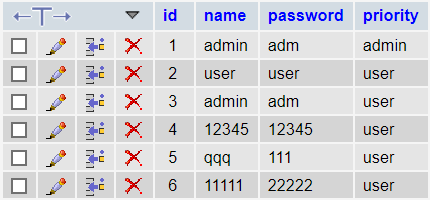 id name password priority
1 admin adm admin
2 user user user
3 admin adm user
4 12345 12345 user
5 qqq 111 user
6 11111 22222 user